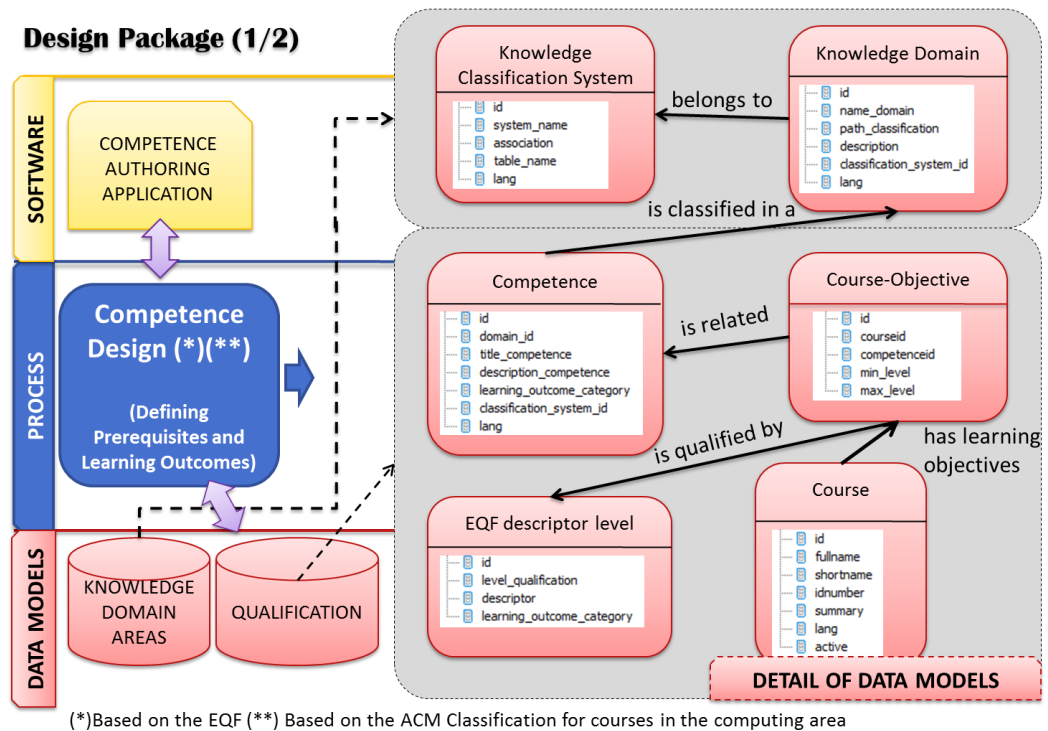 Design Package (1/2)
SOFTWARE
COMPETENCE
AUTHORING
APPLICATION
PROCESS
Competence
Design (*)(**)
(Defining
Prerequisites and
Learning Outcomes)
DATA MODELS
KNOWLEDGE
DOMAIN
AREAS
QUALIFICATION
Knowledge
Classification System
id
system_name
association
table_name
lang
belongs to
Knowledge Domain
id
name_domain
path_classification
description
classification_system_id
lang
is classified in a
Competence
id
domain_id
title_competence
description_competence
learning_outcome_category
classification_system_id
lang
is related
Course-Objective
id
courseid
competenceid
min_level
max_level
is qualified by
has learning
objectives
EQF descriptor level
id
level_qualification
descriptor
learning_outcome_category
Course
id
fullname
shortname
idnumber
summary
lang
active
DETAIL OF DATA MODELS
(*)Based on the EQF (**) Based on the ACM Classification for courses in the computing area